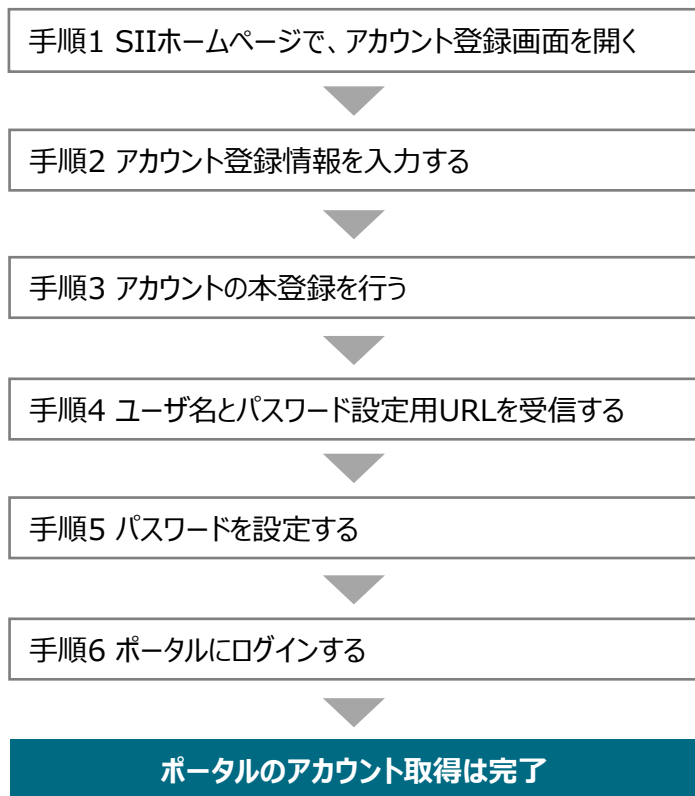 手順1 SIIホームページで、アカウント登録画面を開く
手順2 アカウント登録情報を入力する
手順3 アカウントの本登録を行う
手順4 ユーザ名とパスワード設定用URLを受信する
手順5 パスワードを設定する
手順6 ポータルにログインする
ポータルのアカウント取得は完了